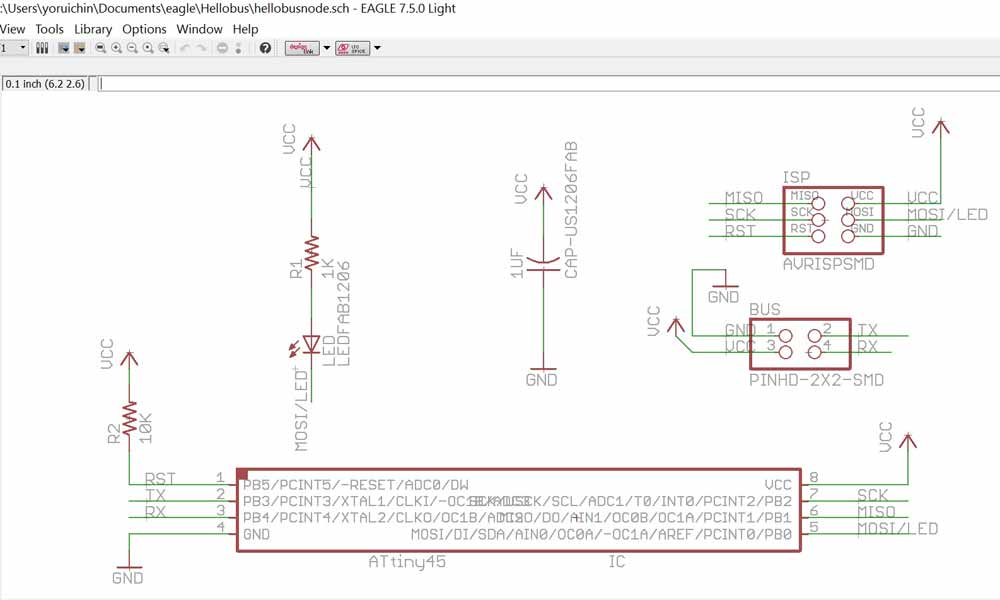 :\Users\yoruichin\Documents\eagle\Hellobus\hellobusnode.sch - EAGLE 7.5.0 Light
View Tools Library Options Window Help
1
design link
0.1 inch (6.2 2.6)
VCC
VCC
R1
1K
LED
LEDFAB1206
MOSI/LED
VCC
1UF
CAP-US1206FAB
GND
VCC
ISP
MISO MISO VCC VCC
SCK SCK MOSI MOSI/LED
RST RST GND GND
AVRISPSMD
GND
VCC
BUS
GND 1 2 TX
VCC 3 4 RX
PINHD-2X2-SMD
VCC
R2
10K
VCC
RST 1 PB5/PCINT5/-RESET/ADC0/DW VCC 8
TX 2 PB3/PCINT3/XTAL1/CLKI/-OC1B/ADC3 SCK/SCL/ADC1/T0/INT0/PCINT2/PB2 7 SCK
RX 3 PB4/PCINT4/XTAL2/CLKO/OC1B/ADC2 MISO/DO/AIN1/OC0B/OC1A/PCINT1/PB1 6 MISO
4 GND MOSI/DI/SDA/AIN0/OC0A/-OC1A/AREF/PCINT0/PB0 5 MOSI/LED
ATtiny45 IC
GND